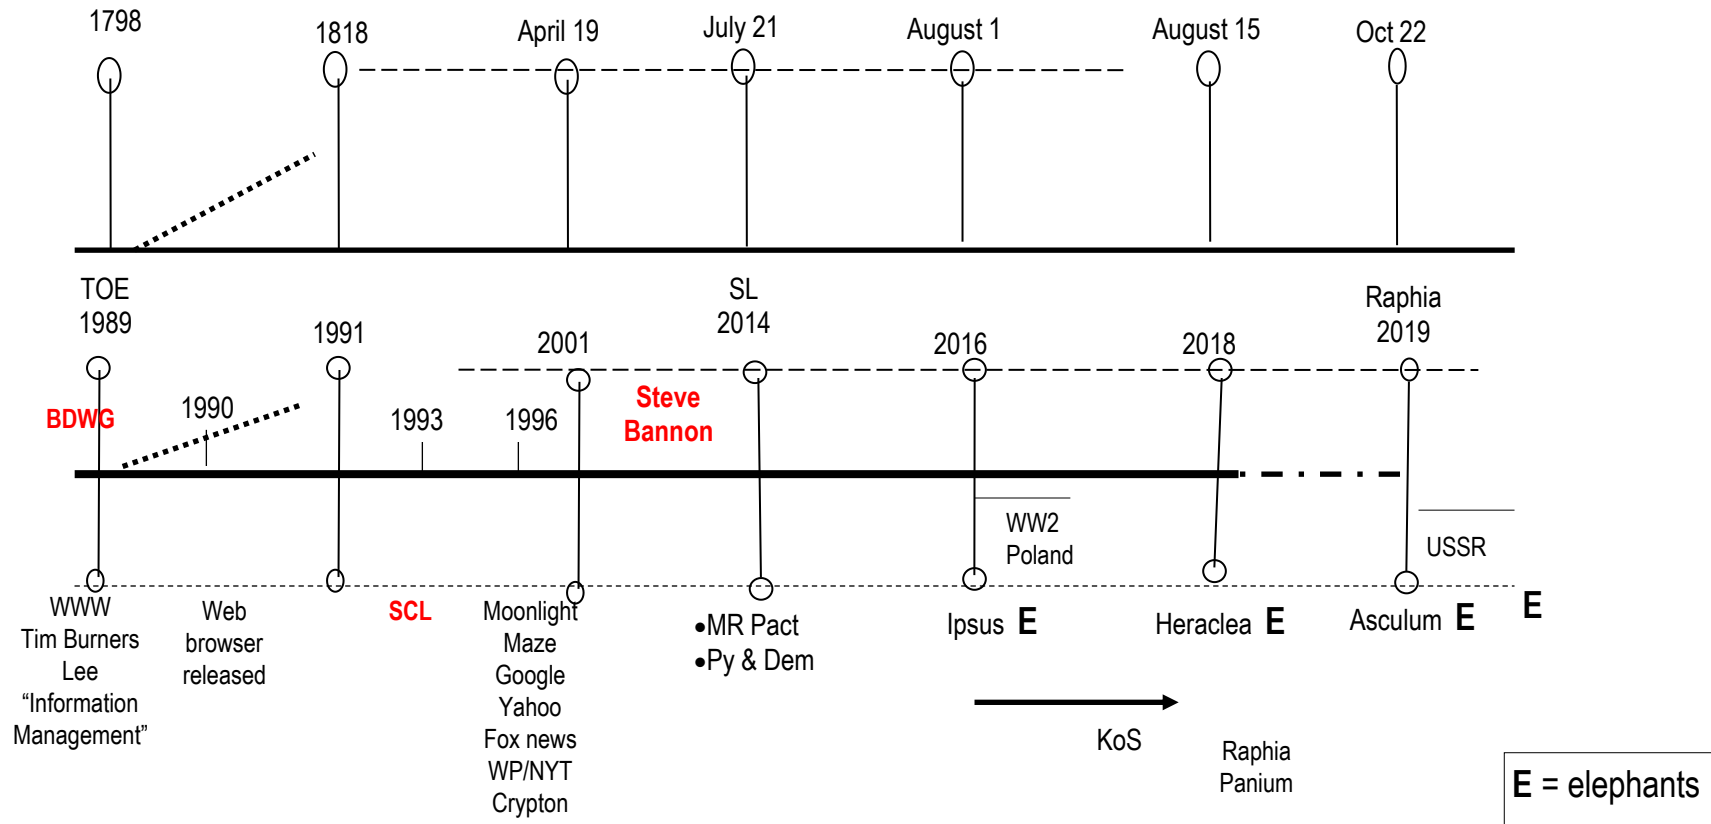 1798
1818
April 19
July 21
August 1
August 15
Oct 22
TOE
1989
1991
2001
SL
2014
2016
2018
Raphia
2019
BDWG
1990
1993
1996
Steve
Bannon
WW2
Poland
USSR
WWW
Tim Burners
Lee
“Information
Management”
Web
browser
released
SCL
Moonlight
Maze
Google
Yahoo
Fox news
WP/NYT
Crypton
•MR Pact
•Py & Dem
Ipsus E
Heraclea E
Asculum E
E
KoS
Raphia
Panium
E = elephants